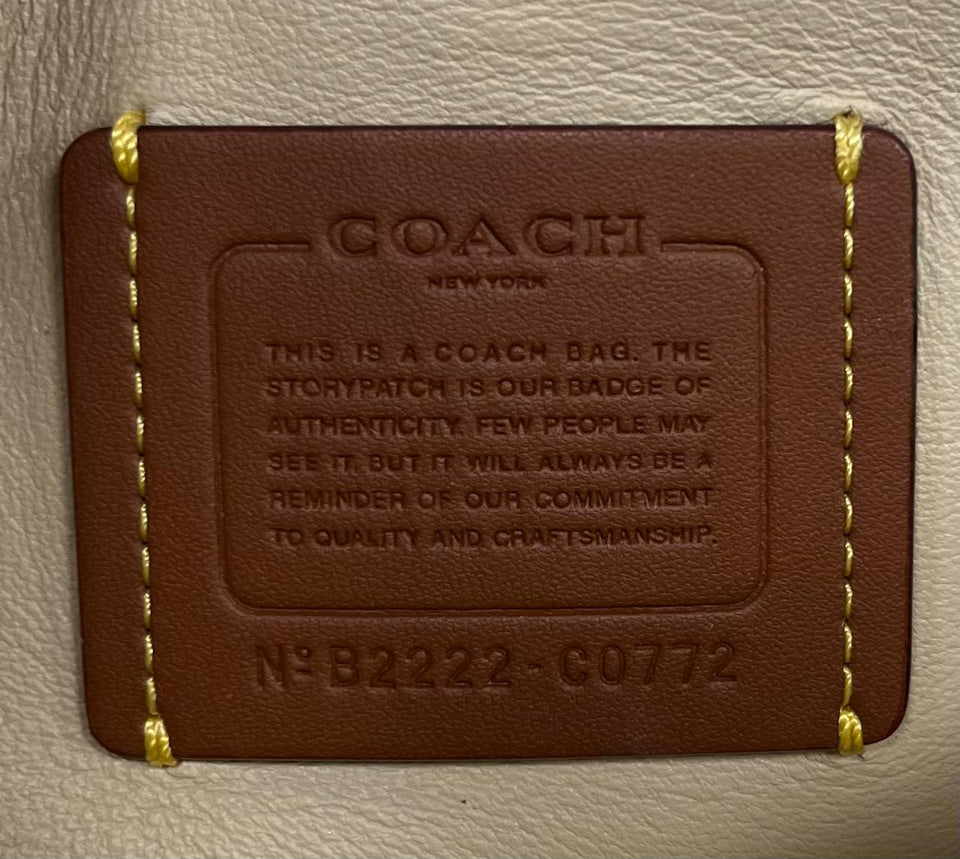 COACH
NEW YORK
THIS IS A COACH BAG. THE
STORYPATCH IS OUR BADGE OF
AUTHENTICITY. FEW PEOPLE MAY
SEE IT, BUT IT WILL ALWAYS BE A
REMINDER OF OUR COMMITMENT
TO QUALITY AND CRAFTSMANSHIP.
Nº B2222-C0772